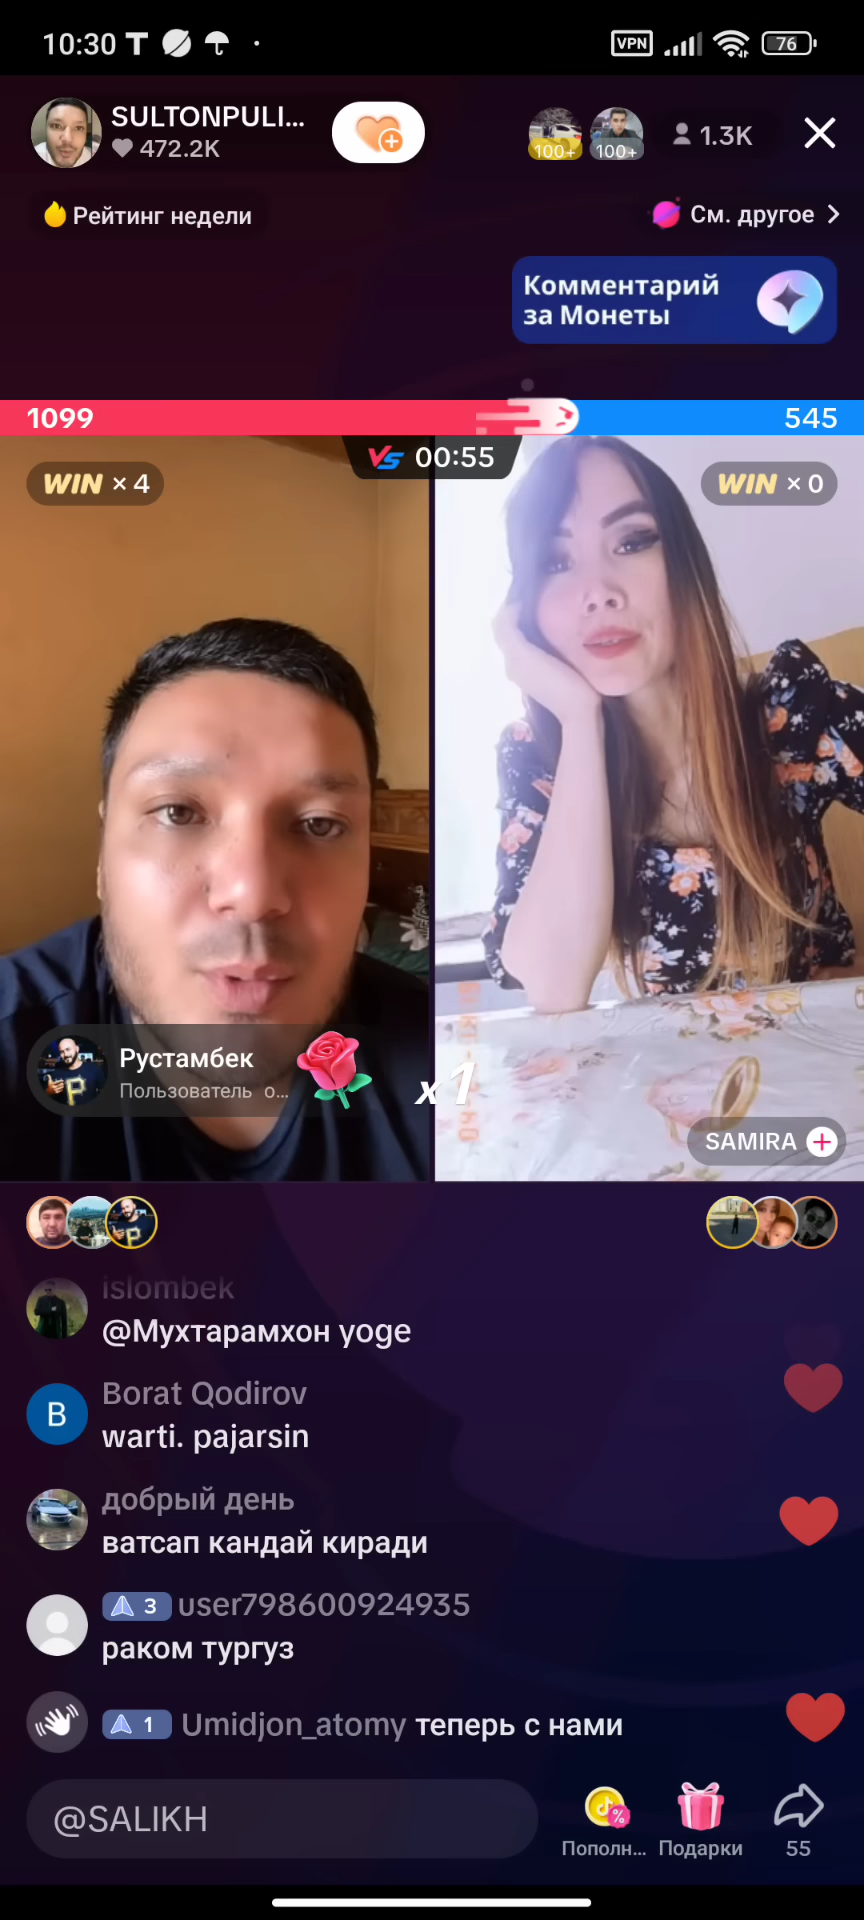 10:30
VPN
76
SULTONPULI...
472.2K
100+
100+
1.3K
Рейтинг недели
См. другое
Комментарий
за Монеты
1099
545
VS 00:55
WIN × 4
WIN × 0
Рустамбек
Пользователь о...
x1
SAMIRA
islombek
@Мухтарамхон yoge
B
Borat Qodirov
warti. pajarsin
добрый день
ватсап кандай киради
3 user798600924935
раком тургуз
1 Umidjon_atomy теперь с нами
@SALIKH
Пополн...
Подарки
55